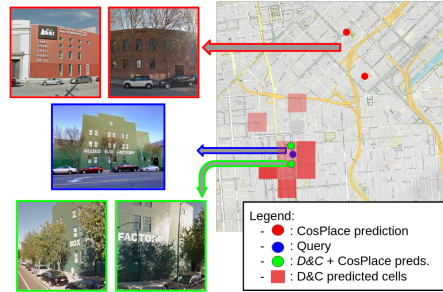 ALLIED BOX FACTORY
BOX
FACTOR
Legend:
- : CosPlace prediction
- : Query
- : D&C + CosPlace preds.
- : D&C predicted cells